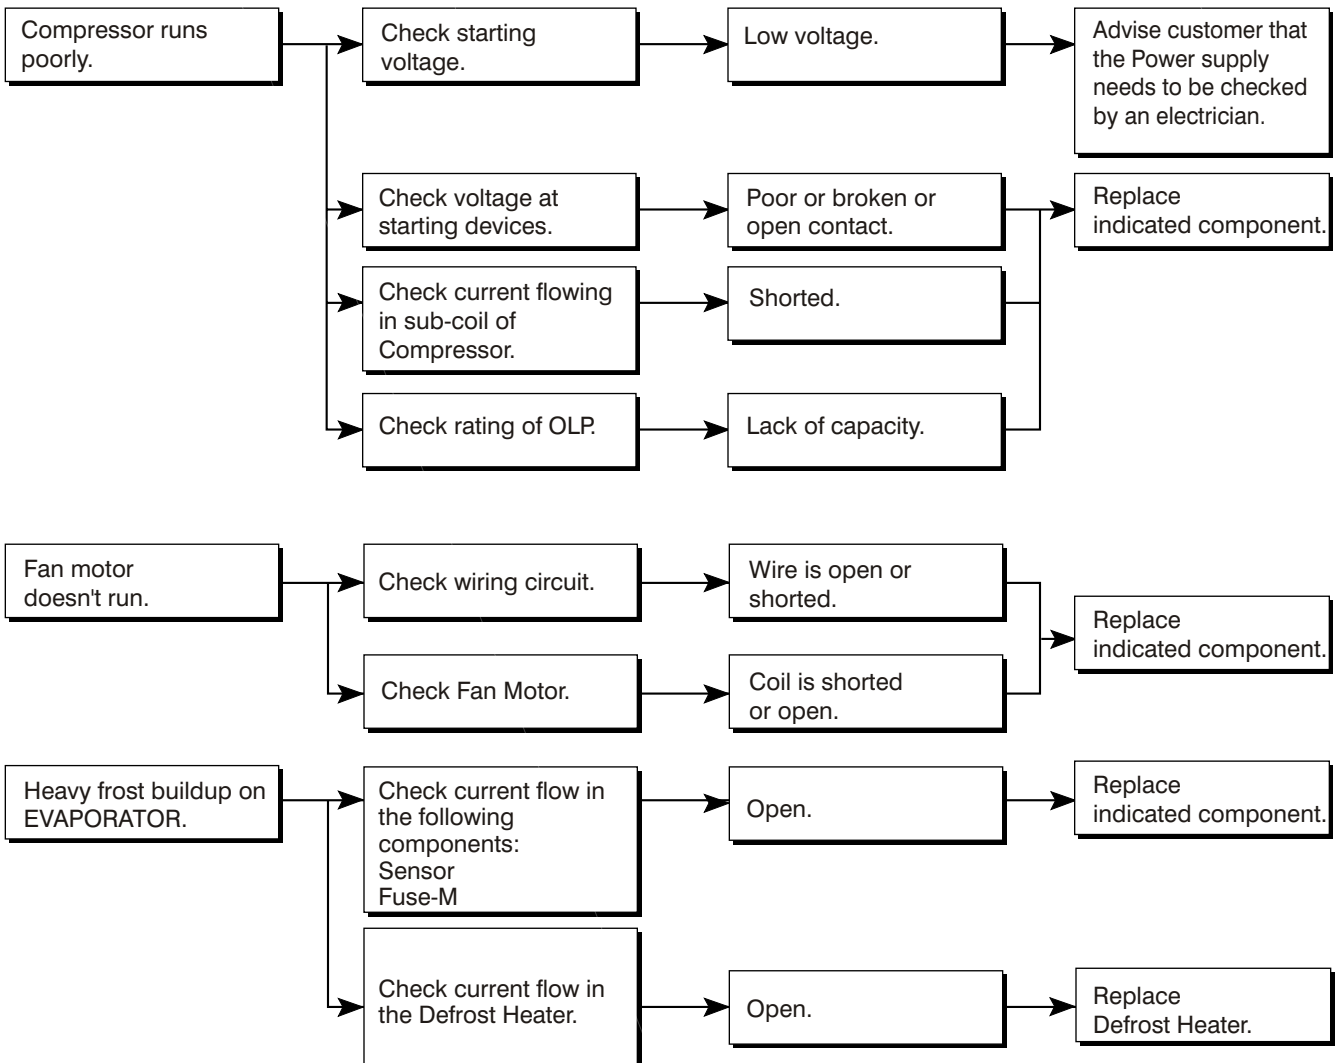 Compressor runs
poorly.
Check starting
voltage.
Low voltage.
Advise customer that
the Power supply
needs to be checked
by an electrician.
Check voltage at
starting devices.
Poor or broken or
open contact.
Replace
indicated component.
Check current flowing
in sub-coil of
Compressor.
Shorted.
Check rating of OLP.
Lack of capacity.
Fan motor
doesn't run.
Check wiring circuit.
Wire is open or
shorted.
Replace
indicated component.
Check Fan Motor.
Coil is shorted
or open.
Heavy frost buildup on
EVAPORATOR.
Check current flow in
the following
components:
Sensor
Fuse-M
Open.
Replace
indicated component.
Check current flow in
the Defrost Heater.
Open.
Replace
Defrost Heater.